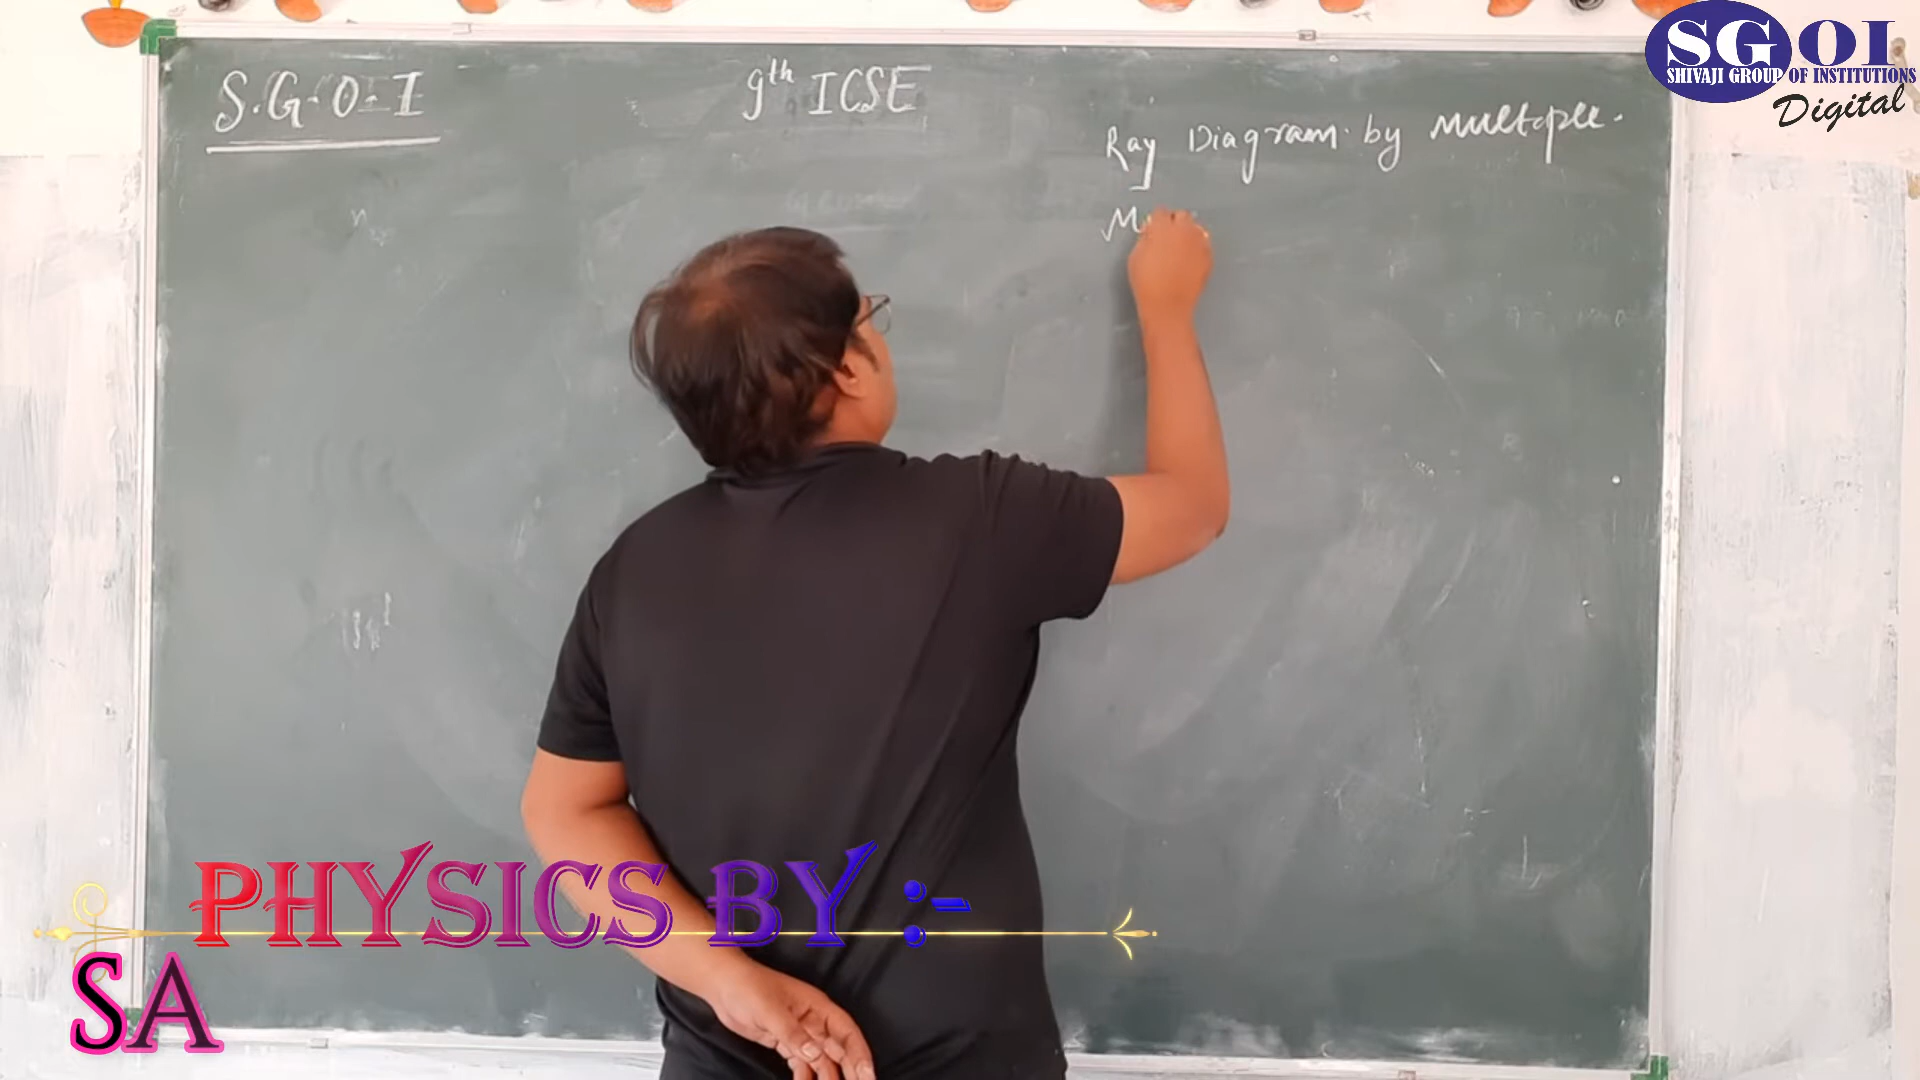 SGOI
SHIVAJI GROUP OF INSTITUTIONS
Digital
S.G.O.I
9th ICSE
Ray Diagram by Multiple.
PHYSICS BY :-
SA